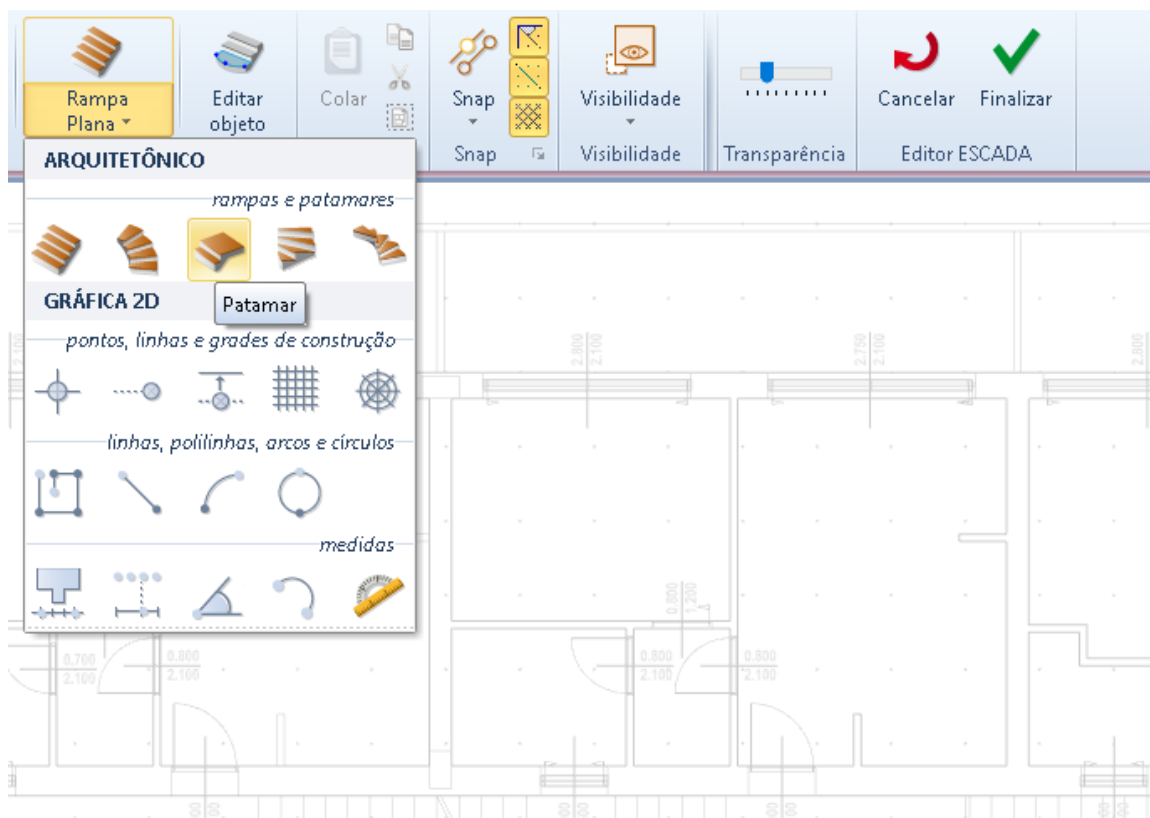 Rampa
Plana
Editar
objeto
Colar
Snap
Visibilidade
Cancelar
Finalizar
Snap
Visibilidade
Transparência
Editor ESCADA
ARQUITETÔNICO
rampas e patamares
GRÁFICA 2D
Patamar
pontos, linhas e grades de construção
linhas, polilinhas, arcos e círculos
medidas
2.100
2.800
2.100
2.750
2.100
2.800
0.800
1.200
0.700
2.100
0.800
2.100
0.800
2.100
0.800
2.100